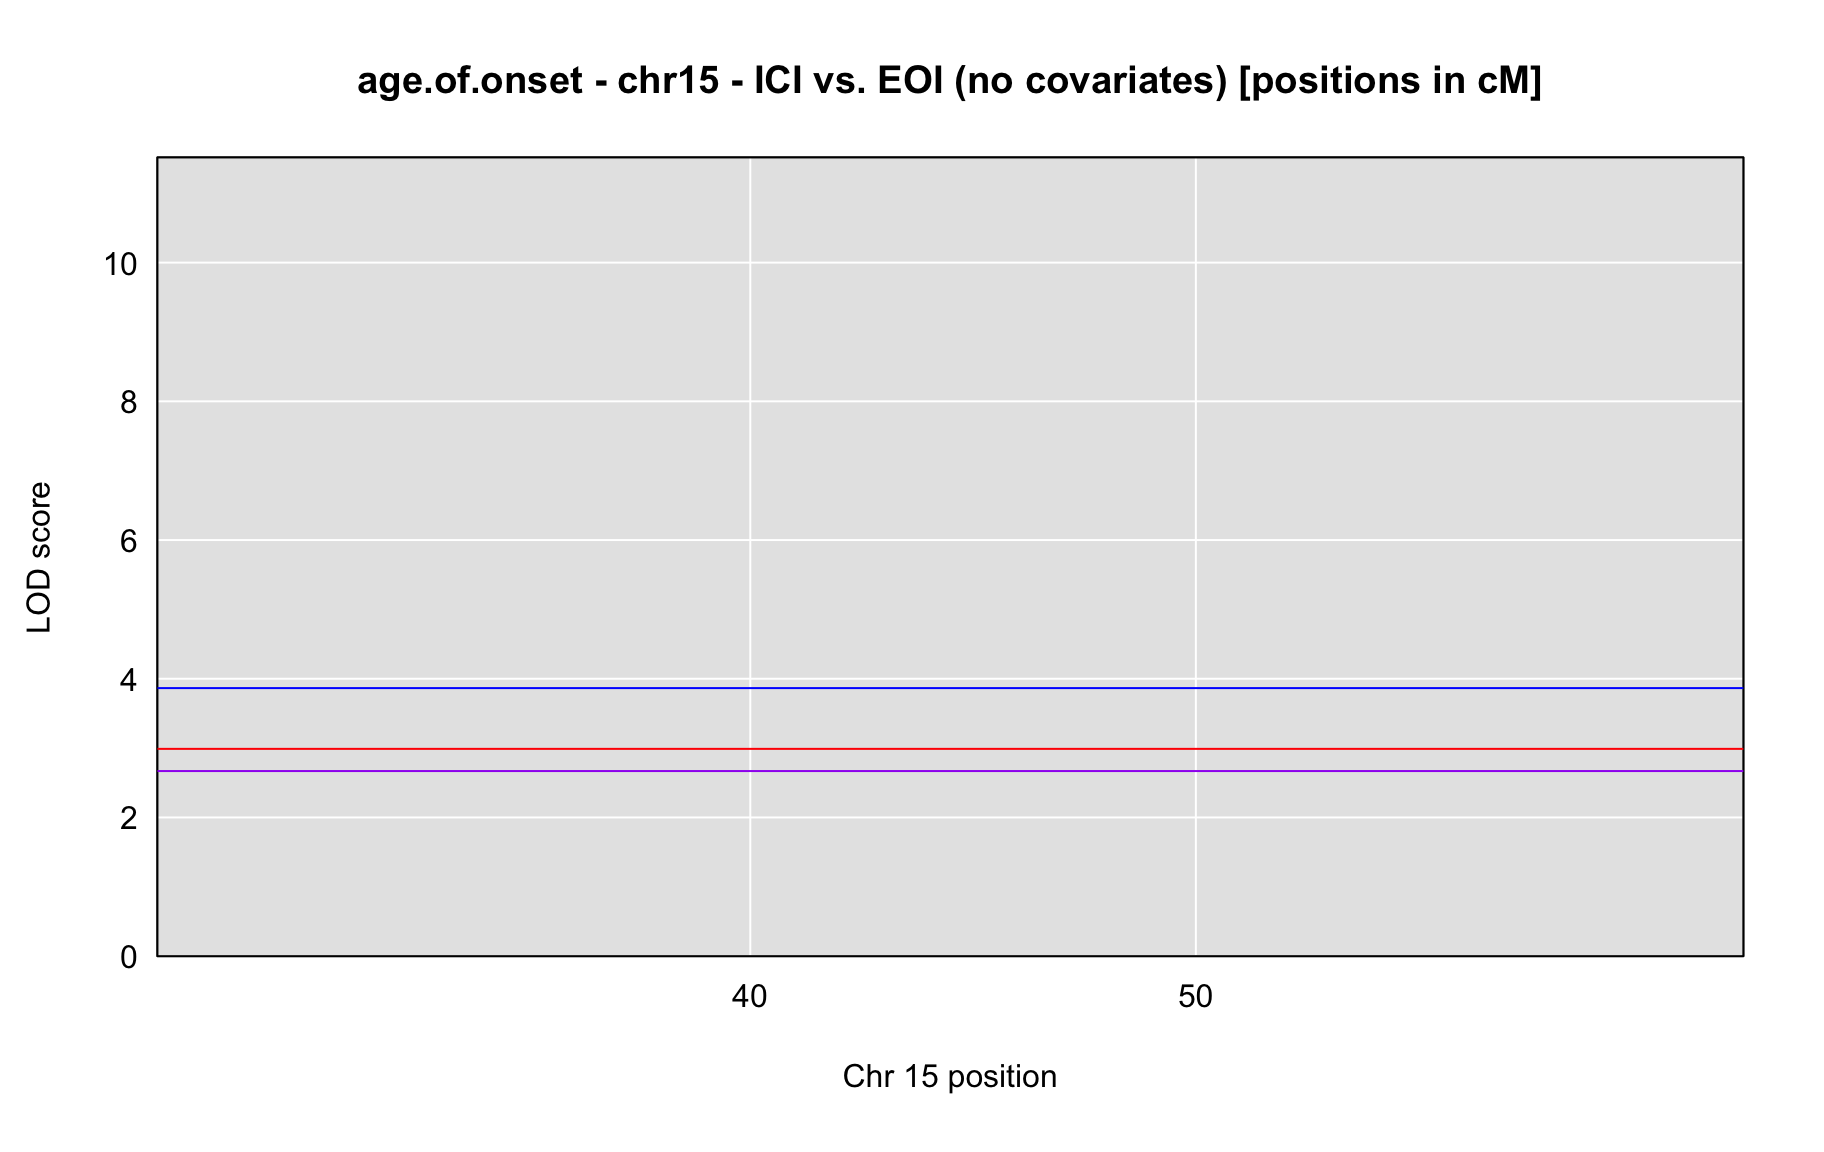 age.of.onset - chr15 - ICI vs. EOI (no covariates) [positions in cM]
10
8
6
4
2
0
LOD score
40 50
Chr 15 position